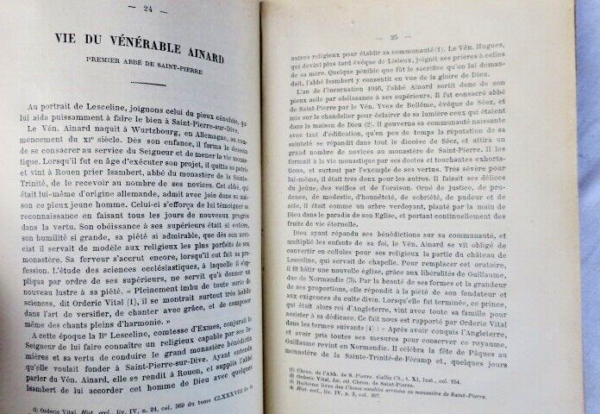 — 24 —
VIE DU VÉNÉRABLE AINARD
PREMIER ABBÉ DE SAINT-PIERRE
Au portrait de Lesceline, joignons celui du pieux cénobite, qui
lui aida puissamment à faire le bien à Saint-Pierre-sur-Dive.
Le Vén. Ainard naquit à Wurtzbourg, en Allemagne, au com-
mencement du XIe siècle. Dès son enfance, il forma le dessein
de se consacrer au service du Seigneur et de mener la vie monas-
tique. Lorsqu'il fut en âge d'exécuter son projet, il quitta sa patrie
et vint à Rouen prier Isambert, abbé du monastère de la Sainte-
Trinité, de le recevoir au nombre de ses novices. Cet abbé, qui
était lui-même d'origine allemande, admit avec joie dans sa mai-
son ce jeune compatriote. Celui-ci s'efforça de lui témoigner sa
reconnaissance en faisant tous les jours de nouveaux progrès
dans la vertu. Son obéissance à ses supérieurs était si entière,
son humilité si grande, sa piété si admirable, que dès son novi-
ciat il servait de modèle aux religieux les plus parfaits de son
monastère. Sa ferveur s'accrut encore, lorsqu'il eut fait sa pro-
fession. L'étude des sciences ecclésiastiques, à laquelle il s'ap-
pliqua par ordre de ses supérieurs, ne servit qu'à donner un
nouveau lustre à sa piété. « Pleinement imbu de toute sorte de
sciences, dit Orderic Vital (1), il se montrait surtout très habile
dans l'art de versifier, de chanter avec grâce, et de composer
des chants pleins d'harmonie. »
A cette époque la Bse Lesceline, comtesse d'Exmes, conjurait le
Seigneur de lui faire connaître un religieux capable par ses lu-
mières et sa vertu de conduire le grand monastère bénédictin
qu'elle voulait fonder à Saint-Pierre-sur-Dive. Ayant entendu
parler du Vén. Ainard, elle se rendit à Rouen, et supplia l'abbé
Isambert de lui accorder cet homme de Dieu avec quelques
(1) Orderic Vital, Hist. eccl., liv. IV, n. 24, col. 369 du tome CLXXXVIII
— 25 —
autres religieux pour établir sa communauté (1). Le Vén. Hugues,
qui devint plus tard évêque de Lisieux, joignit ses prières à celles
de sa mère. Quelque pénible que fût le sacrifice qu'on lui deman-
dait, l'abbé Isambert y consentit en vue de la gloire de Dieu.
L'an de l'Incarnation 1046, l'abbé Ainard sortit donc de son
pieux asile par obéissance à son supérieur. Il fut consacré abbé
par le Vén. Yves de Bellême, évêque de Séez, et
mis sur le chandelier pour éclairer de sa lumière ceux qui étaient
dans la maison de Dieu (2). Il gouverna sa communauté avec
tant d'édification, qu'en peu de temps la réputation de sa
sainteté se répandit dans tout le diocèse de Séez, et attira un
grand nombre de novices au monastère de Saint-Pierre. Il les
formait à la vie monastique par ses doctes et touchantes exhorta-
tions, et surtout par l'exemple de ses vertus. Très sévère pour
lui-même, il était très doux pour les autres. Il faisait ses délices
du jeûne, des veilles et de l'oraison. Orné de justice, de pru-
dence, de modestie, d'honnêteté, de sobriété, de pudeur et de
zèle, il était comme un arbre verdoyant, planté par la main de
Dieu dans le paradis de son Eglise, et portant continuellement des
fruits de vie éternelle.
Dieu ayant répandu ses bénédictions sur sa communauté, et
multiplié les enfants de sa foi, le vén. Ainard se vit obligé de
convertir en cellules pour ses religieux la partie du château de
Lesceline, qui servait de chapelle. Pour remplacer cet oratoire,
il fit bâtir une nouvelle église, grâce aux libéralités de Guillaume,
duc de Normandie (3). Par la beauté de ses formes et la grandeur
de ses proportions, elle répondit à la piété de son fondateur et
aux exigences du culte divin. Lorsqu'elle fut terminée, ce prince,
qui était alors roi d'Angleterre, vint avec toute sa famille pour
assister à sa dédicace. C'est ce qui nous est rapporté par Orderic Vital
dans les termes suivants (4) : « Après avoir conquis l'Angleterre
et avoir pris toutes ses mesures pour conserver ce royaume,
Guillaume revint en Normandie. Il célébra la fête de Pâques au
monastère de la Sainte-Trinité-de-Fécamp, et, quelques jours